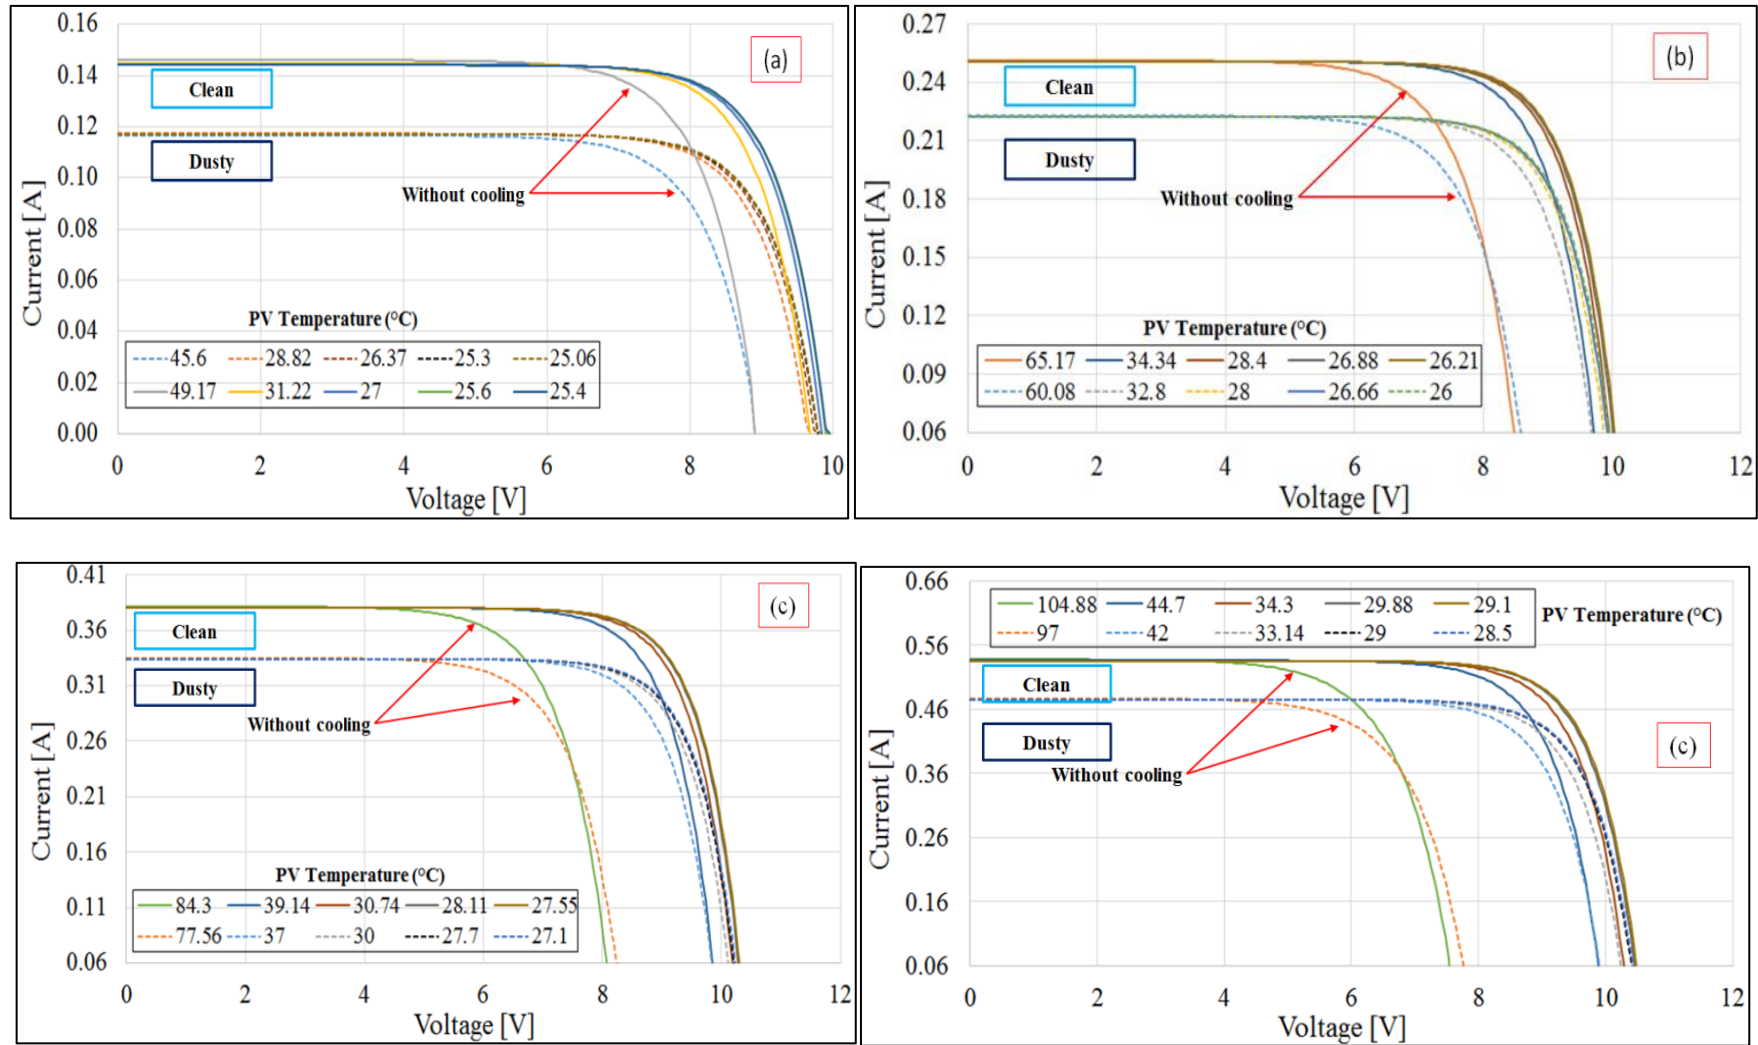 0.16
0.14
0.12
0.10
0.08
0.06
0.04
0.02
0.00
Current [A]
(a)
Clean
Dusty
Without cooling
PV Temperature (°C)
45.6 28.82 26.37 25.3 25.06
49.17 31.22 27 25.6 25.4
0 2 4 6 8 10
Voltage [V]
0.27
0.24
0.21
0.18
0.15
0.12
0.09
0.06
Current [A]
(b)
Clean
Dusty
Without cooling
PV Temperature (°C)
65.17 34.34 28.4 26.88 26.21
60.08 32.8 28 26.66 26
0 2 4 6 8 10 12
Voltage [V]
0.41
0.36
0.31
0.26
0.21
0.16
0.11
0.06
Current [A]
(c)
Clean
Dusty
Without cooling
PV Temperature (°C)
84.3 39.14 30.74 28.11 27.55
77.56 37 30 27.7 27.1
0 2 4 6 8 10 12
Voltage [V]
0.66
0.56
0.46
0.36
0.26
0.16
0.06
Current [A]
104.88 44.7 34.3 29.88 29.1
97 42 33.14 29 28.5
PV Temperature (°C)
Clean
Dusty
Without cooling
(c)
0 2 4 6 8 10 12
Voltage [V]